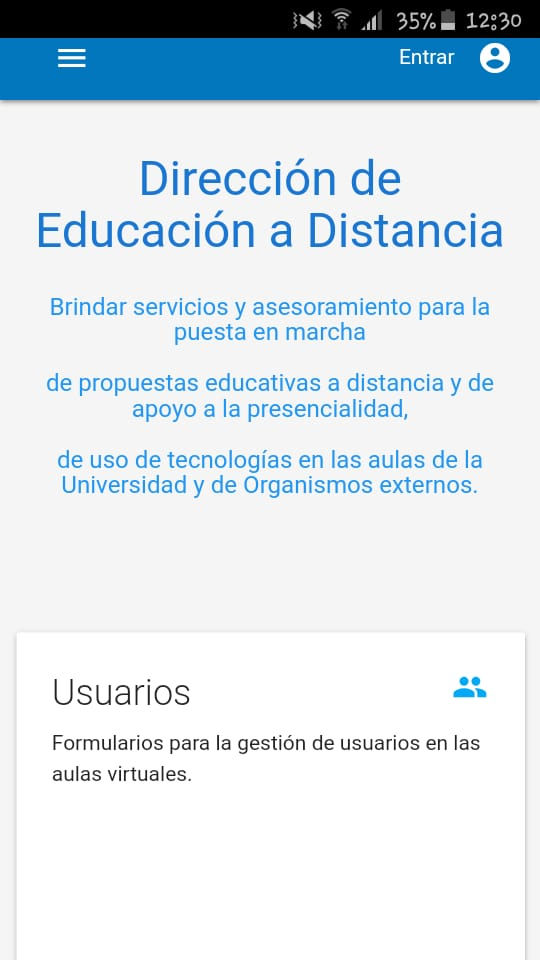 35% 12:30
Entrar
Dirección de
Educación a Distancia
Brindar servicios y asesoramiento para la
puesta en marcha
de propuestas educativas a distancia y de
apoyo a la presencialidad,
de uso de tecnologías en las aulas de la
Universidad y de Organismos externos.
Usuarios
Formularios para la gestión de usuarios en las
aulas virtuales.